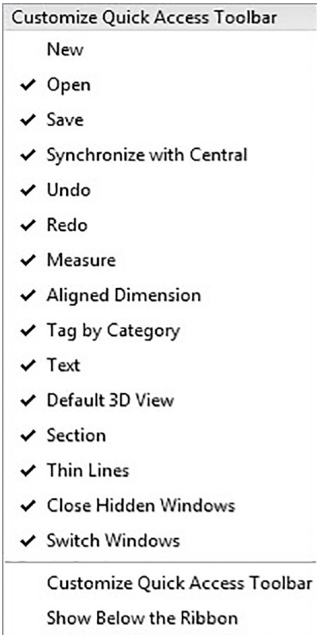 Customize Quick Access Toolbar
New
Open
Save
Synchronize with Central
Undo
Redo
Measure
Aligned Dimension
Tag by Category
Text
Default 3D View
Section
Thin Lines
Close Hidden Windows
Switch Windows
Customize Quick Access Toolbar
Show Below the Ribbon